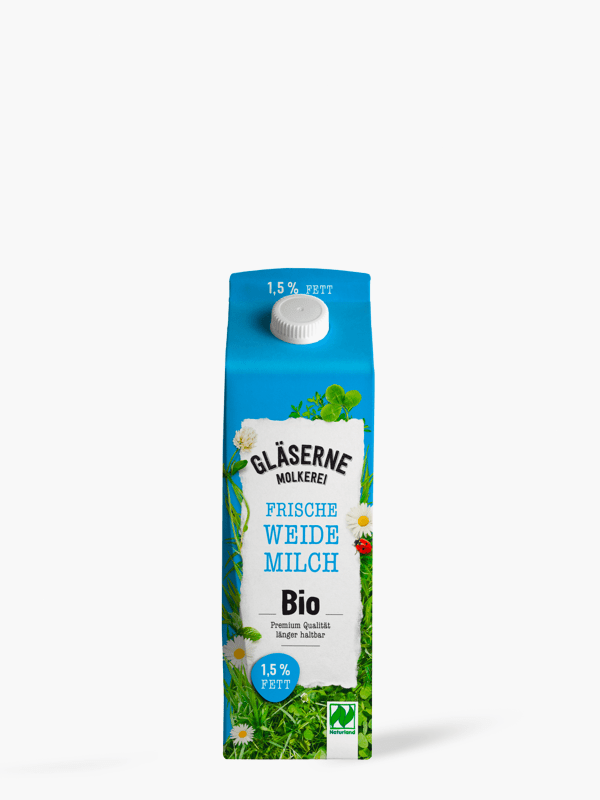 1,5 % FETT
GLÄSERNE
MOLKEREI
FRISCHE
WEIDE
MILCH
Bio
Premium Qualität
länger haltbar
1,5 %
FETT
Naturland